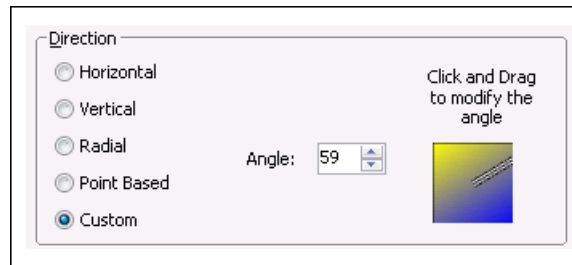 Direction
Horizontal
Vertical
Radial
Point Based
Custom
Angle: 59
Click and Drag
to modify the
angle